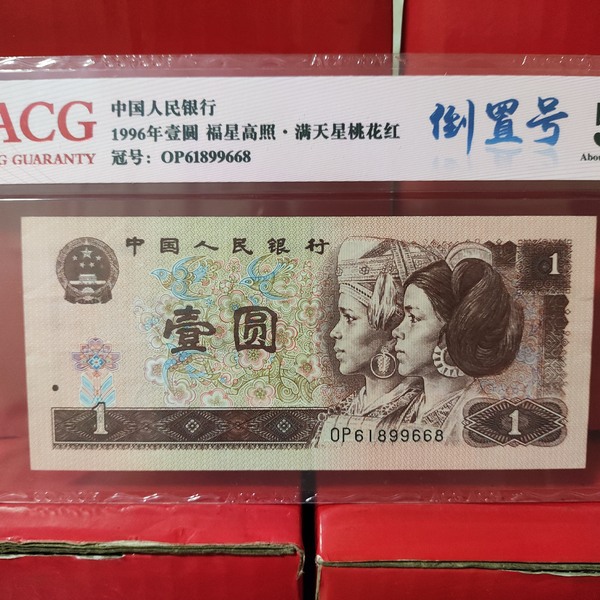 ACG
G GUARANTY
中国人民银行
1996年壹圆 福星高照·满天星桃花红
冠号：OP61899668
倒置号
5
Abou
中国人民银行
1
壹圆
1
OP61899668
1